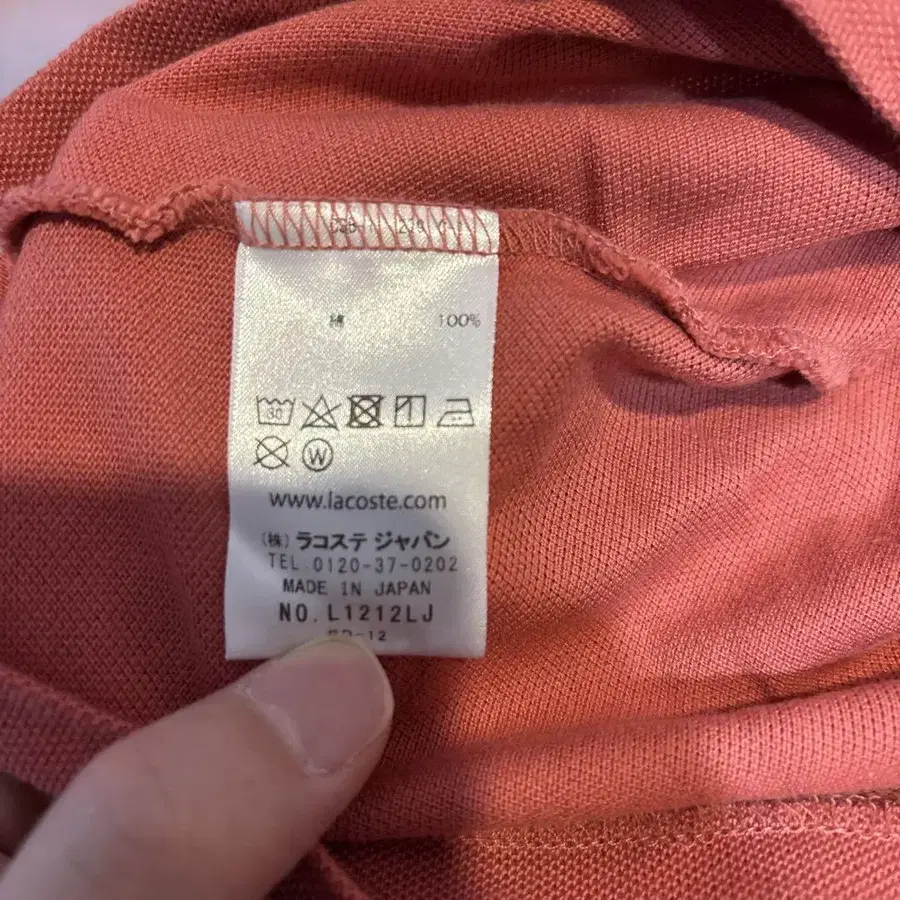 綿 100%
30
W
www.lacoste.com
(株) ラコステ ジャパン
TEL 0120-37-0202
MADE IN JAPAN
NO. L1212LJ